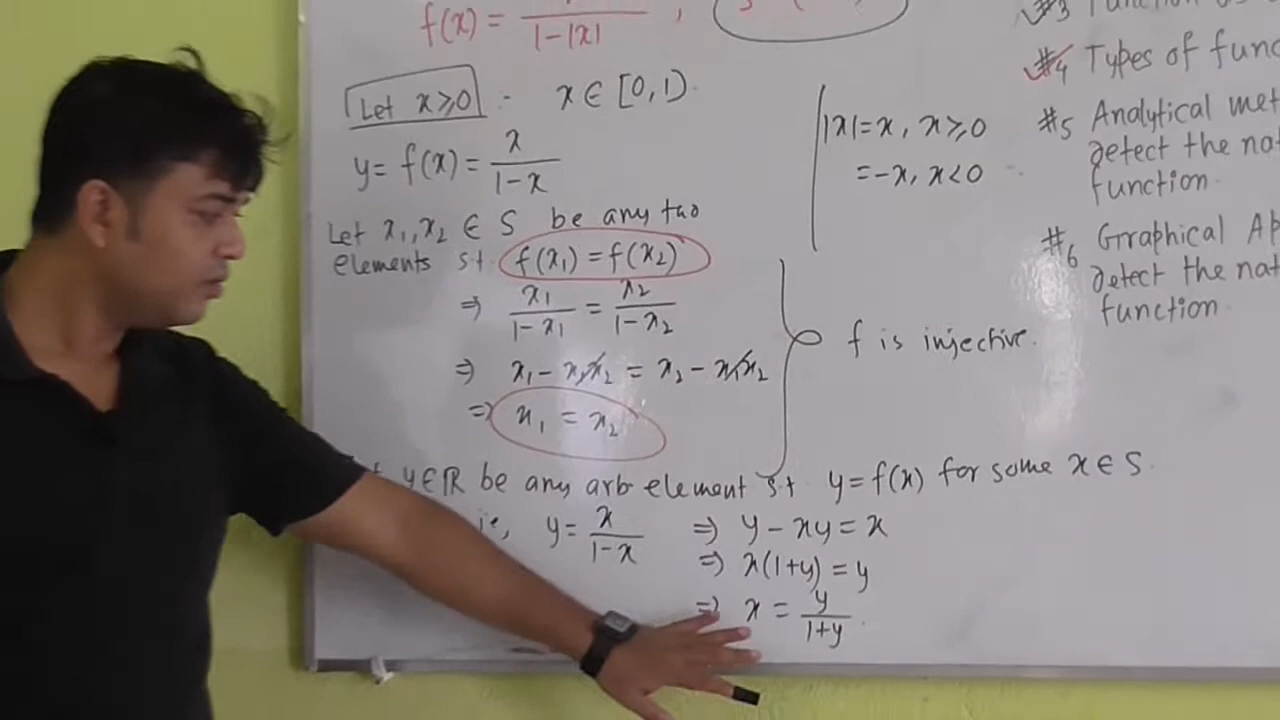 f(x) = / 1-|x| ,
Let x≥0 :- x ∈ [0, 1).
y = f(x) = x / 1-x
Let x₁, x₂ ∈ S be any two
elements s.t. f(x₁) = f(x₂)
⇒ x₁ / 1-x₁ = x₂ / 1-x₂
⇒ x₁ - x₁x₂ = x₂ - x₁x₂
⇒ x₁ = x₂
f is injective.
y∈ℝ be any arb element s.t y = f(x) for some x ∈ S.
ie, y = x / 1-x ⇒ y - xy = x
⇒ x(1+y) = y
⇒ x = y / 1+y .
|x| = x, x≥0
= -x, x<0
#3
#4 Types of func
#5 Analytical met
detect the nat
function.
#6 Graphical Ap
detect the nat
function.